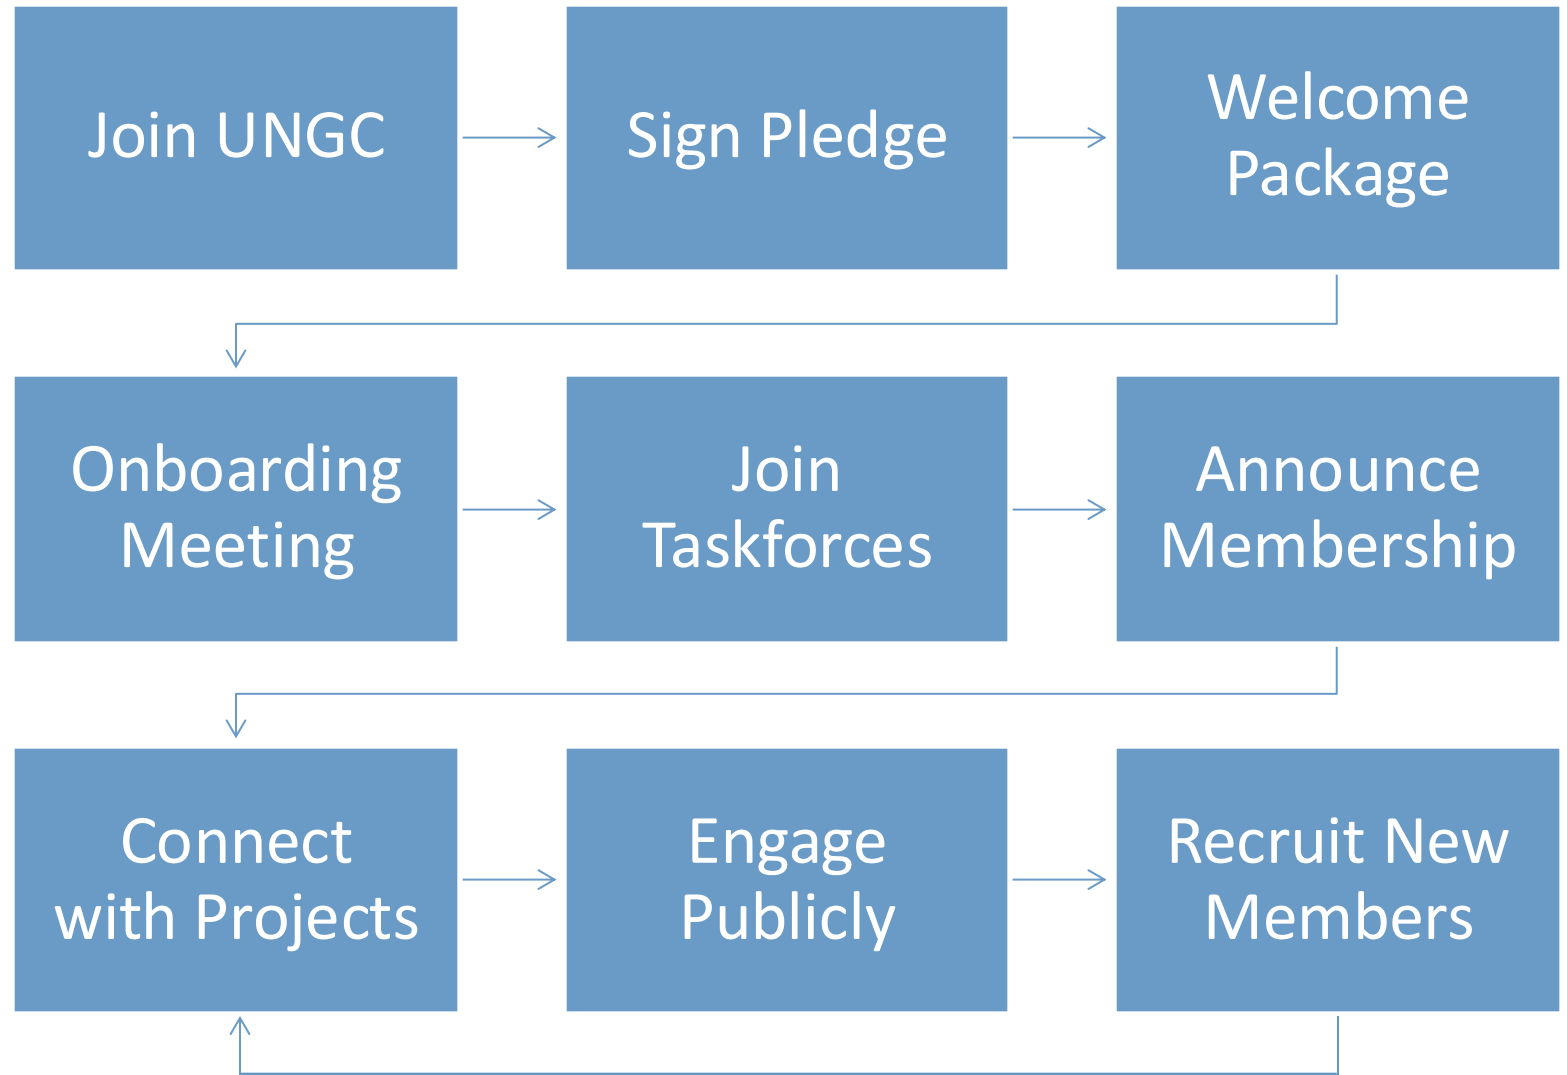 Join UNGC
Sign Pledge
Welcome
Package
Onboarding
Meeting
Join
Taskforces
Announce
Membership
Connect
with Projects
Engage
Publicly
Recruit New
Members